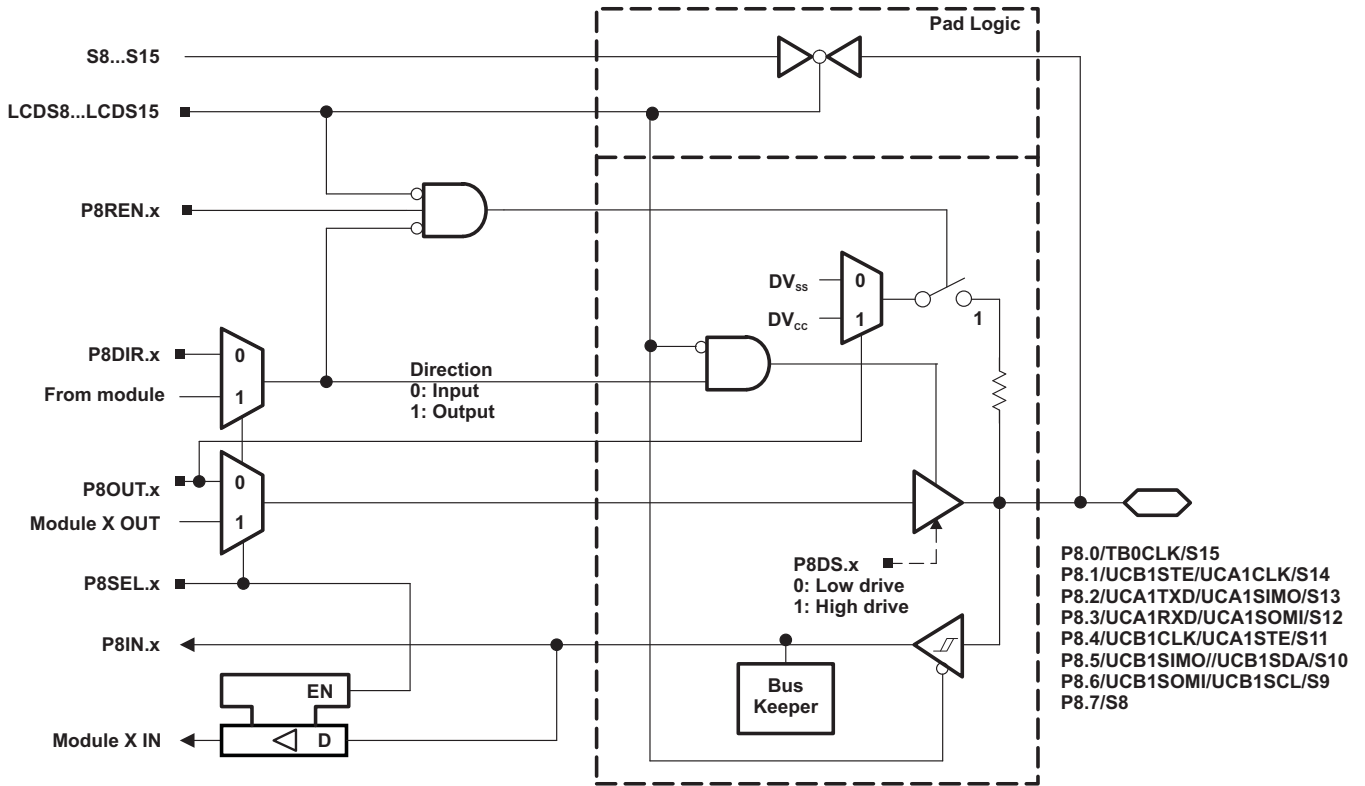 Pad Logic
S8...S15
LCDS8...LCDS15
P8REN.x
DVSS
0
DVCC
1
1
P8DIR.x
0
From module
1
Direction
0: Input
1: Output
P8OUT.x
0
Module X OUT
1
P8SEL.x
P8DS.x
0: Low drive
1: High drive
P8IN.x
Bus
Keeper
EN
D
Module X IN
P8.0/TB0CLK/S15
P8.1/UCB1STE/UCA1CLK/S14
P8.2/UCA1TXD/UCA1SIMO/S13
P8.3/UCA1RXD/UCA1SOMI/S12
P8.4/UCB1CLK/UCA1STE/S11
P8.5/UCB1SIMO//UCB1SDA/S10
P8.6/UCB1SOMI/UCB1SCL/S9
P8.7/S8